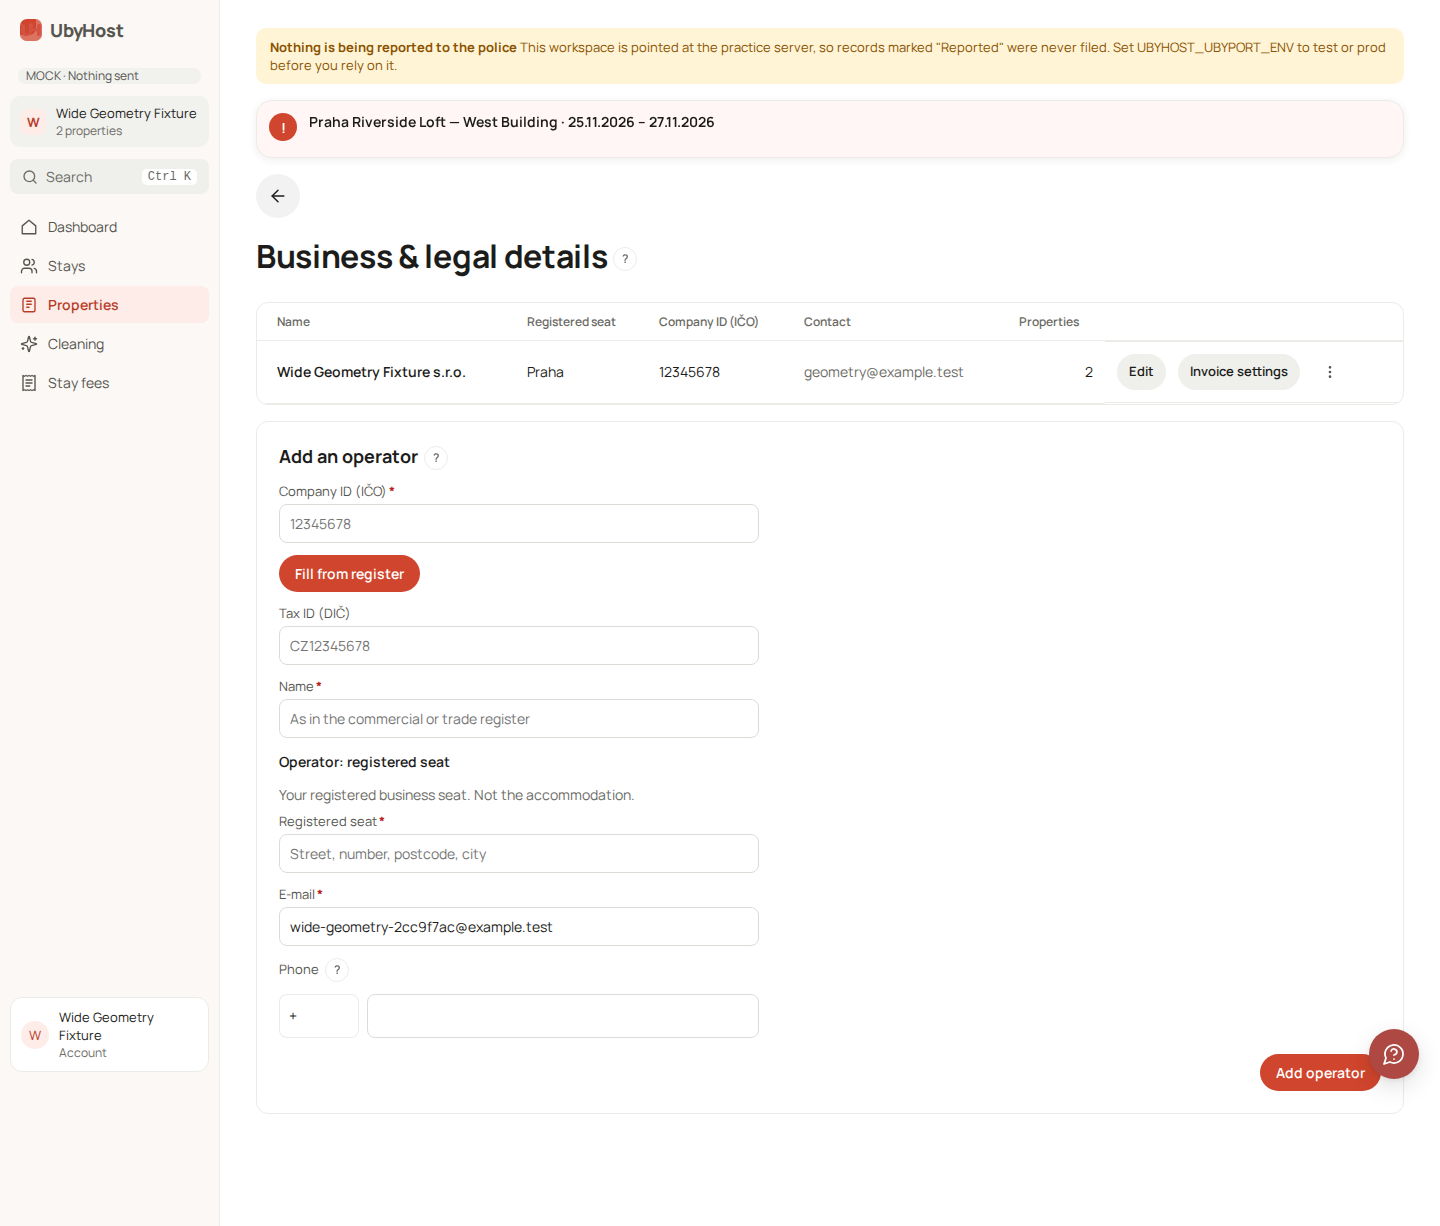 UbyHost
MOCK · Nothing sent
W
Wide Geometry Fixture
2 properties
Search
Ctrl K
Dashboard
Stays
Properties
Cleaning
Stay fees
W
Wide Geometry
Fixture
Account
Nothing is being reported to the police This workspace is pointed at the practice server, so records marked "Reported" were never filed. Set UBYHOST_UBYPORT_ENV to test or prod
before you rely on it.
!
Praha Riverside Loft — West Building · 25.11.2026 – 27.11.2026
Business & legal details ?
Name Registered seat Company ID (IČO) Contact Properties
Wide Geometry Fixture s.r.o. Praha 12345678 geometry@example.test 2 Edit Invoice settings
Add an operator ?
Company ID (IČO) *
12345678
Fill from register
Tax ID (DIČ)
CZ12345678
Name *
As in the commercial or trade register
Operator: registered seat
Your registered business seat. Not the accommodation.
Registered seat *
Street, number, postcode, city
E-mail *
wide-geometry-2cc9f7ac@example.test
Phone ?
+
Add operator